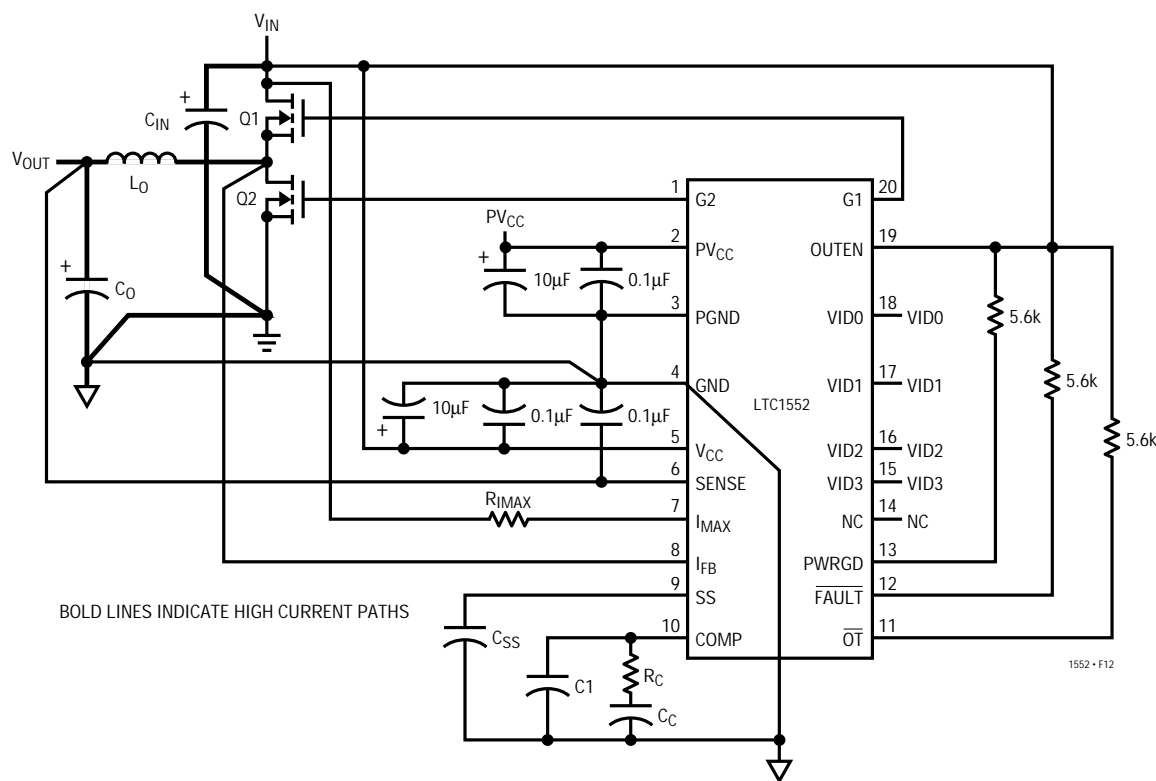 VIN
+
CIN
Q1
VOUT
LO
Q2
+
CO
PVCC
+
10µF
0.1µF
10µF
+
0.1µF
0.1µF
RIMAX
1
G2
2
PVCC
3
PGND
4
GND
5
VCC
6
SENSE
7
IMAX
8
IFB
9
SS
10
COMP
LTC1552
20
G1
19
OUTEN
18
VID0
VID0
17
VID1
VID1
16
VID2
VID2
15
VID3
VID3
14
NC
NC
13
PWRGD
12
FAULT
11
OT
5.6k
5.6k
5.6k
BOLD LINES INDICATE HIGH CURRENT PATHS
CSS
C1
RC
CC
1552 • F12